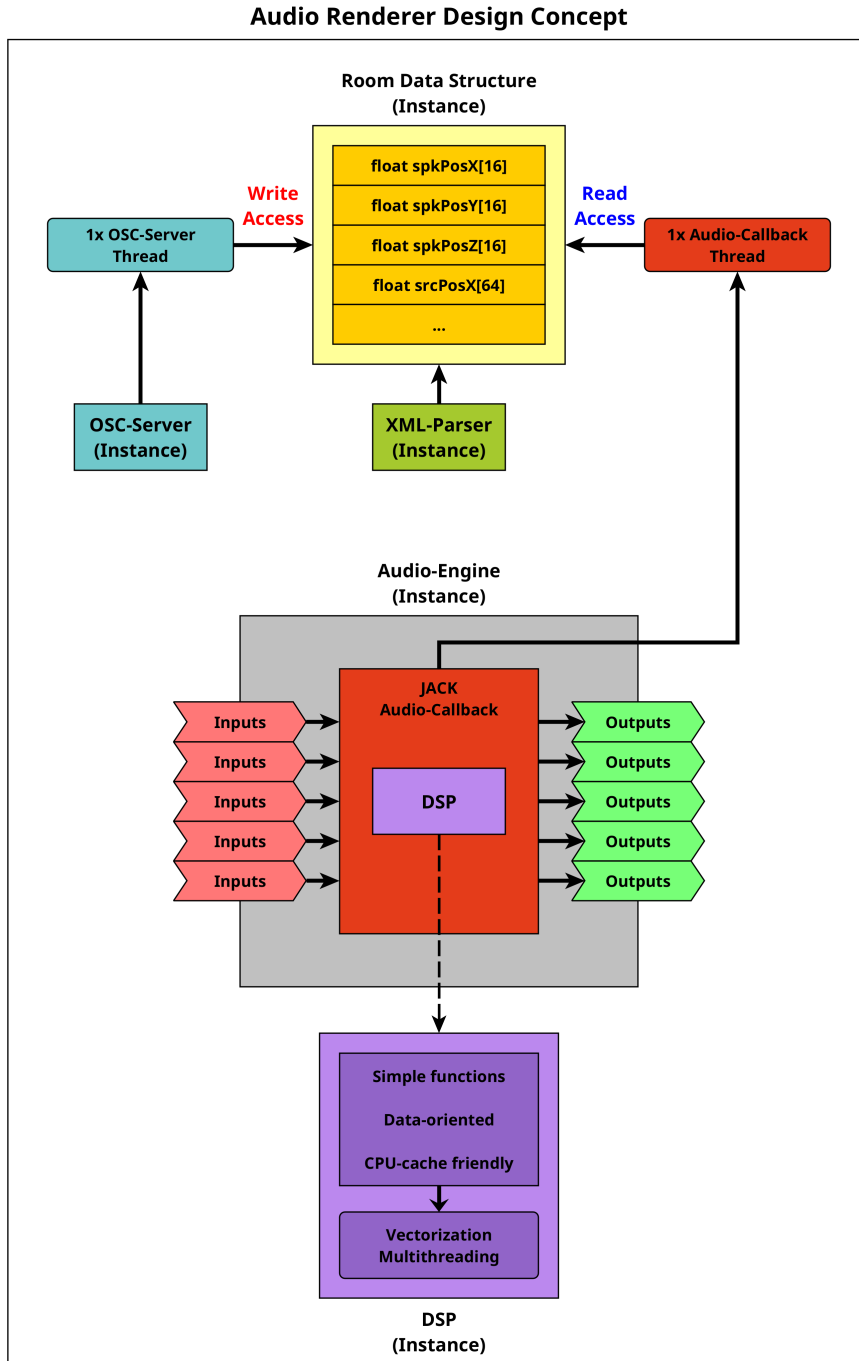 Audio Renderer Design Concept
Room Data Structure
(Instance)
float spkPosX[16]
float spkPosY[16]
float spkPosZ[16]
float srcPosX[64]
...
Write
Access
Read
Access
1x OSC-Server
Thread
1x Audio-Callback
Thread
OSC-Server
(Instance)
XML-Parser
(Instance)
Audio-Engine
(Instance)
JACK
Audio-Callback
Inputs
Inputs
Inputs
Inputs
Inputs
DSP
Outputs
Outputs
Outputs
Outputs
Outputs
Simple functions
Data-oriented
CPU-cache friendly
Vectorization
Multithreading
DSP
(Instance)